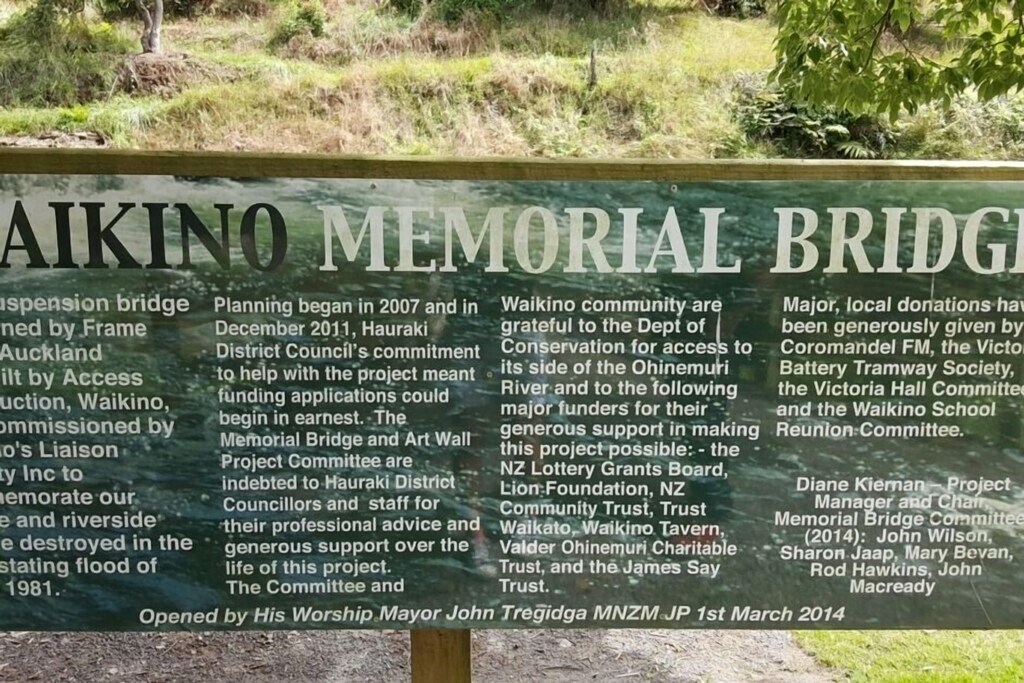 AIKINO MEMORIAL BRIDG
uspension bridge
ned by Frame
Auckland
ilt by Access
uction, Waikino,
ommissioned by
o's Liaison
ty Inc to
memorate our
e and riverside
e destroyed in the
stating flood of
1981.
Planning began in 2007 and in
December 2011, Hauraki
District Council's commitment
to help with the project meant
funding applications could
begin in earnest. The
Memorial Bridge and Art Wall
Project Committee are
indebted to Hauraki District
Councillors and staff for
their professional advice and
generous support over the
life of this project.
The Committee and
Waikino community are
grateful to the Dept of
Conservation for access to
its side of the Ohinemuri
River and to the following
major funders for their
generous support in making
this project possible: - the
NZ Lottery Grants Board,
Lion Foundation, NZ
Community Trust, Trust
Waikato, Waikino Tavern,
Valder Ohinemuri Charitable
Trust, and the James Say
Trust.
Major, local donations hav
been generously given by
Coromandel FM, the Victo
Battery Tramway Society,
the Victoria Hall Committee
and the Waikino School
Reunion Committee.
Diane Kiernan – Project
Manager and Chair,
Memorial Bridge Committee
(2014): John Wilson,
Sharon Jaap, Mary Bevan,
Rod Hawkins, John
Macready
Opened by His Worship Mayor John Tregidga MNZM JP 1st March 2014